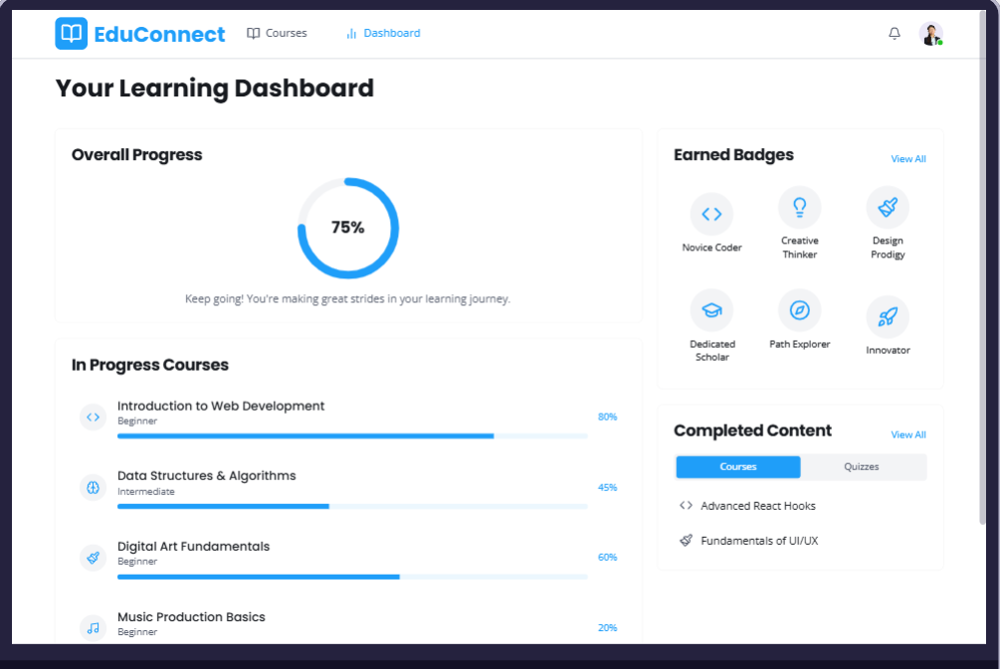 EduConnect
Courses
Dashboard
Your Learning Dashboard
Overall Progress
75%
Keep going! You're making great strides in your learning journey.
In Progress Courses
Introduction to Web Development
Beginner
80%
Data Structures & Algorithms
Intermediate
45%
Digital Art Fundamentals
Beginner
60%
Music Production Basics
Beginner
20%
Earned Badges
View All
Novice Coder
Creative
Thinker
Design
Prodigy
Dedicated
Scholar
Path Explorer
Innovator
Completed Content
View All
Courses
Quizzes
Advanced React Hooks
Fundamentals of UI/UX